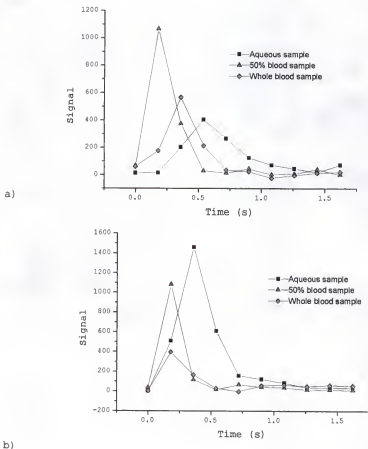 1200
1000
800
600
400
200
0
Signal
Aqueous sample
50% blood sample
Whole blood sample
0.0 0.5 1.0 1.5
Time (s)
a)
1600
1400
1200
1000
800
600
400
200
0
-200
Signal
Aqueous sample
50% blood sample
Whole blood sample
0.0 0.5 1.0 1.5
Time (s)
b)